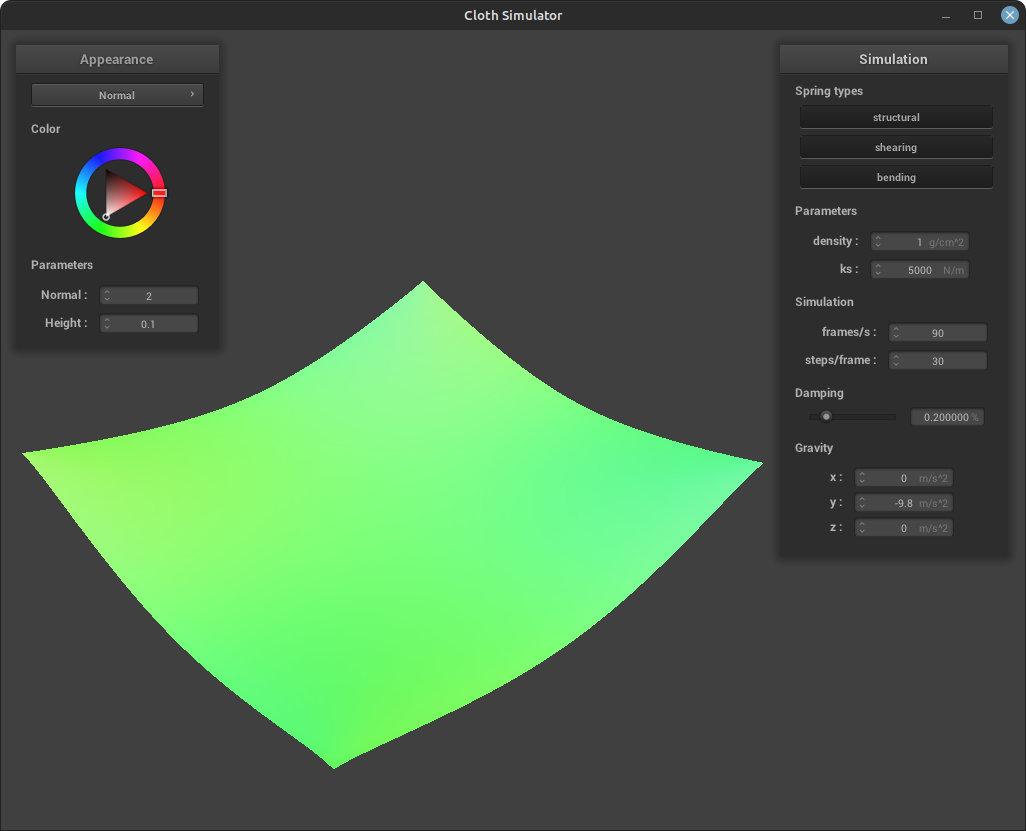 Cloth Simulator
Appearance
Normal
Color
Parameters
Normal : 2
Height : 0.1
Simulation
Spring types
structural
shearing
bending
Parameters
density : 1 g/cm^2
ks : 5000 N/m
Simulation
frames/s : 90
steps/frame : 30
Damping
0.200000 %
Gravity
x : 0 m/s^2
y : -9.8 m/s^2
z : 0 m/s^2